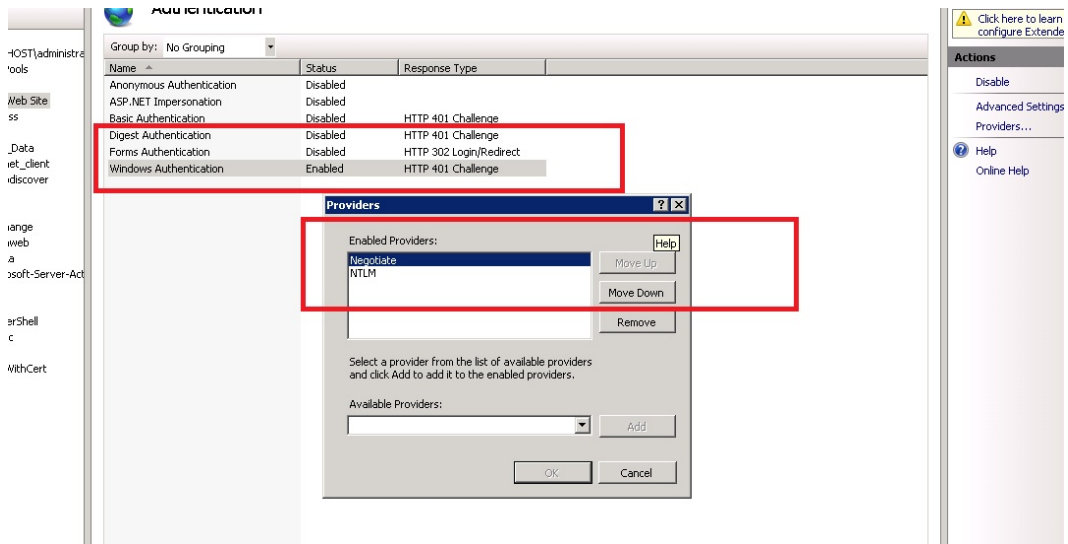 Authentication
Group by: No Grouping
Name Status Response Type
Anonymous Authentication Disabled
ASP.NET Impersonation Disabled
Basic Authentication Disabled HTTP 401 Challenge
Digest Authentication Disabled HTTP 401 Challenge
Forms Authentication Disabled HTTP 302 Login/Redirect
Windows Authentication Enabled HTTP 401 Challenge
HOST\administra
ools
Web Site
ss
_Data
net_client
discover
ange
web
a
osoft-Server-Act
erShell
c
WithCert
Providers
Enabled Providers:
Help
Negotiate
NTLM
Move Up
Move Down
Remove
Select a provider from the list of available providers
and click Add to add it to the enabled providers.
Available Providers:
Add
OK
Cancel
Click here to learn
configure Extende
Actions
Disable
Advanced Settings
Providers...
Help
Online Help